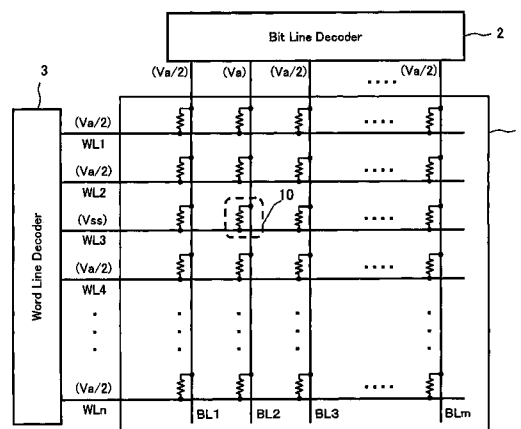 Bit Line Decoder
2
(Va/2) (Va) (Va/2) (Va/2)
3
Word Line Decoder
(Va/2)
WL1
(Va/2)
WL2
(Vss)
WL3
10
(Va/2)
WL4
(Va/2)
WLn
BL1 BL2 BL3 BLm